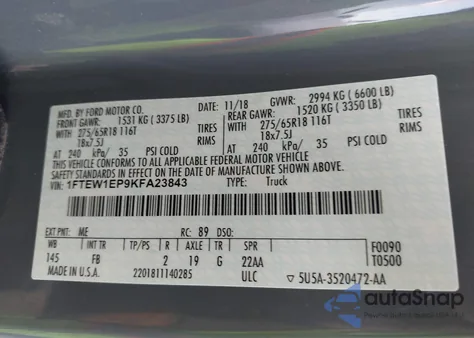 MFD. BY FORD MOTOR CO.
DATE: 11/18 GVWR: 2994 KG ( 6600 LB)
FRONT GAWR: 1531 KG ( 3375 LB) REAR GAWR: 1520 KG ( 3350 LB)
WITH 275/65R18 116T TIRES WITH 275/65R18 116T TIRES
18x7.5J RIMS 18x7.5J RIMS
AT 240 kPa/ 35 PSI COLD AT 240 kPa/ 35 PSI COLD
THIS VEHICLE CONFORMS TO ALL APPLICABLE FEDERAL MOTOR VEHICLE
SAFETY STANDARDS IN EFFECT ON THE DATE OF MANUFACTURE SHOWN ABOVE.
VIN: 1FTEW1EP9KFA23843 TYPE: Truck
EXT PNT: ME RC: 89 DSO: F0090
WB INT TR TP/PS R AXLE TR SPR T0500
145 FB 2 19 G 22AA
MADE IN U.S.A. 2201811140285 ULC 5U5A-3520472-AA
autoSnap
Powered by AutoBidMaster